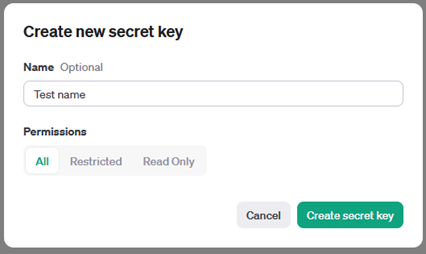 Create new secret key
Name Optional
Test name
Permissions
All Restricted Read Only
Cancel Create secret key